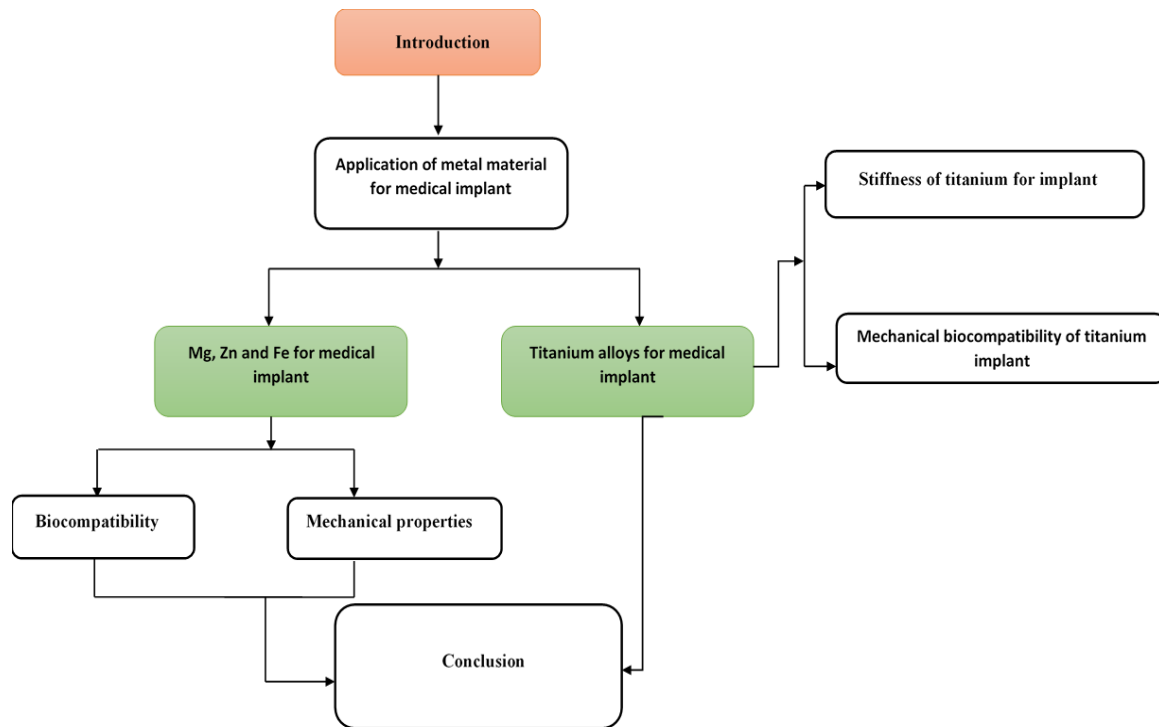 Introduction
Application of metal material
for medical implant
Stiffness of titanium for implant
Mechanical biocompatibility of titanium
implant
Mg, Zn and Fe for medical
implant
Titanium alloys for medical
implant
Biocompatibility
Mechanical properties
Conclusion